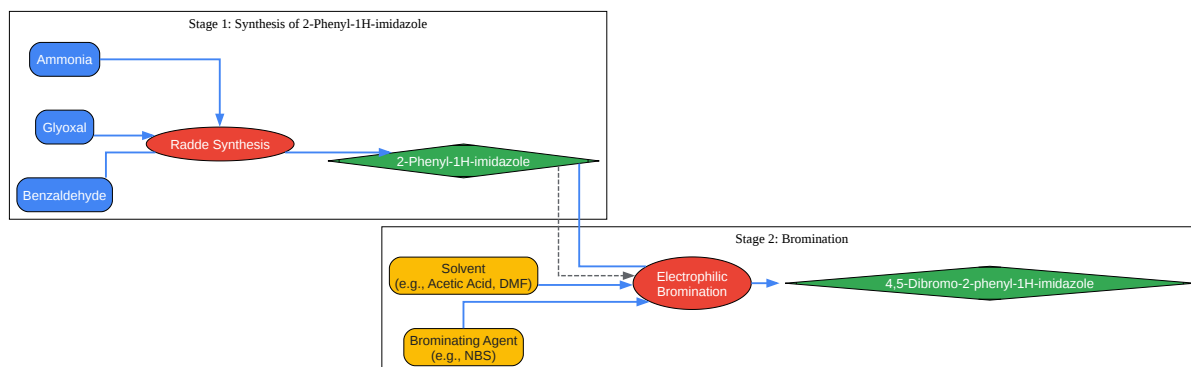 Stage 1: Synthesis of 2-Phenyl-1H-imidazole
Ammonia
Glyoxal
Radde Synthesis
2-Phenyl-1H-imidazole
Benzaldehyde
Stage 2: Bromination
Solvent
(e.g., Acetic Acid, DMF)
Electrophilic
Bromination
4,5-Dibromo-2-phenyl-1H-imidazole
Brominating Agent
(e.g., NBS)